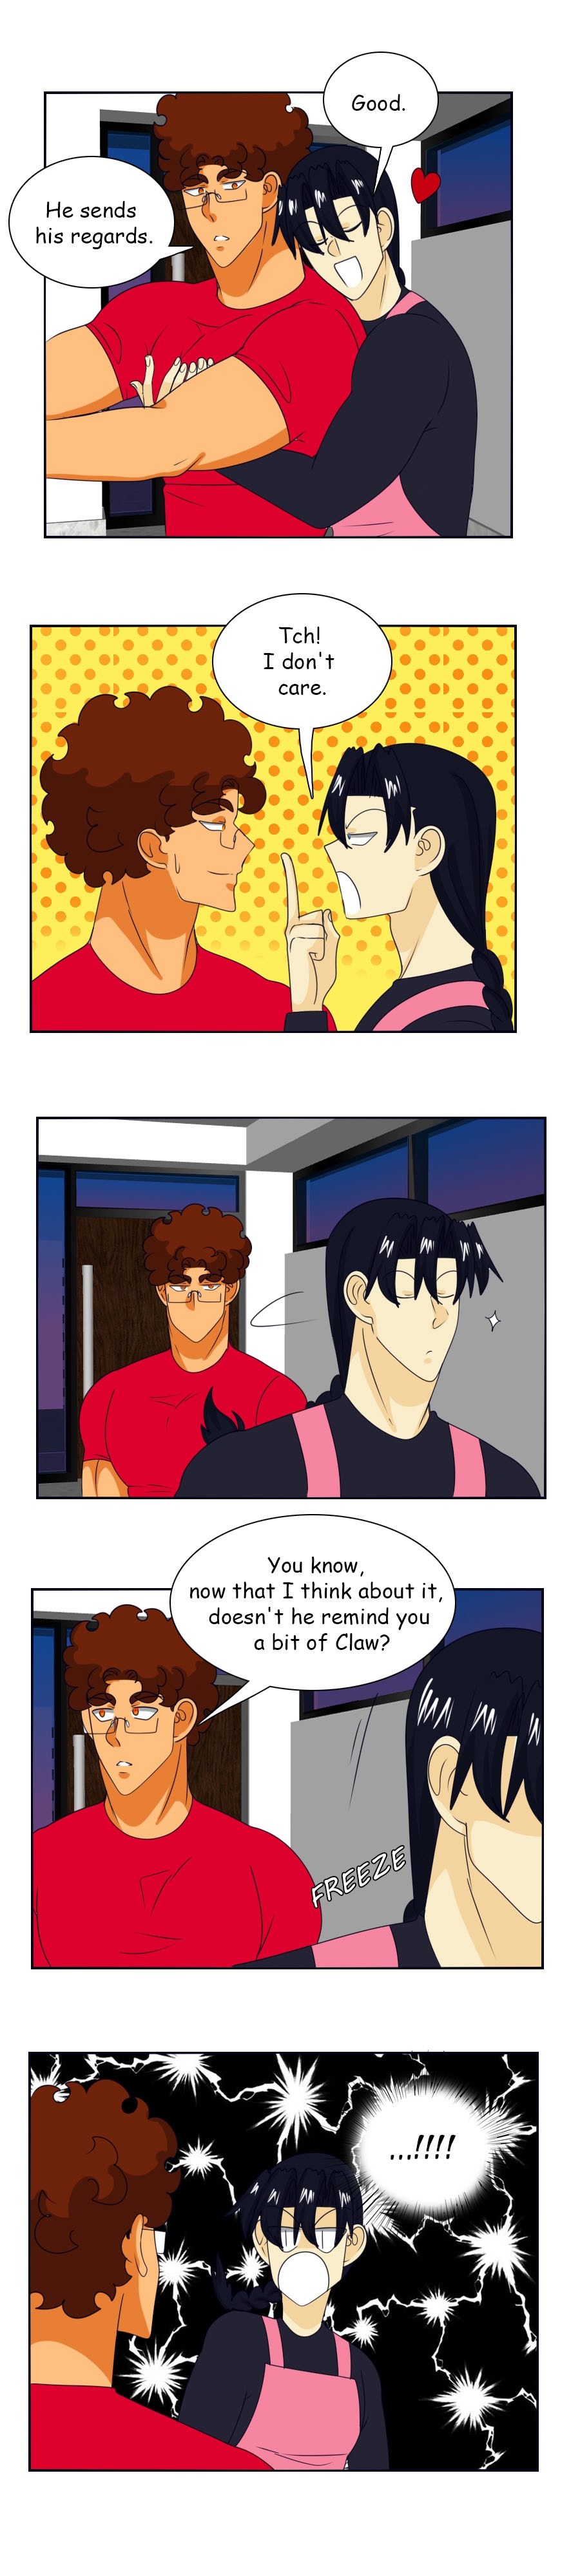 Good.
He sends
his regards.
Tch!
I don't
care.
You know,
now that I think about it,
doesn't he remind you
a bit of Claw?
FREEZE
...!!!!